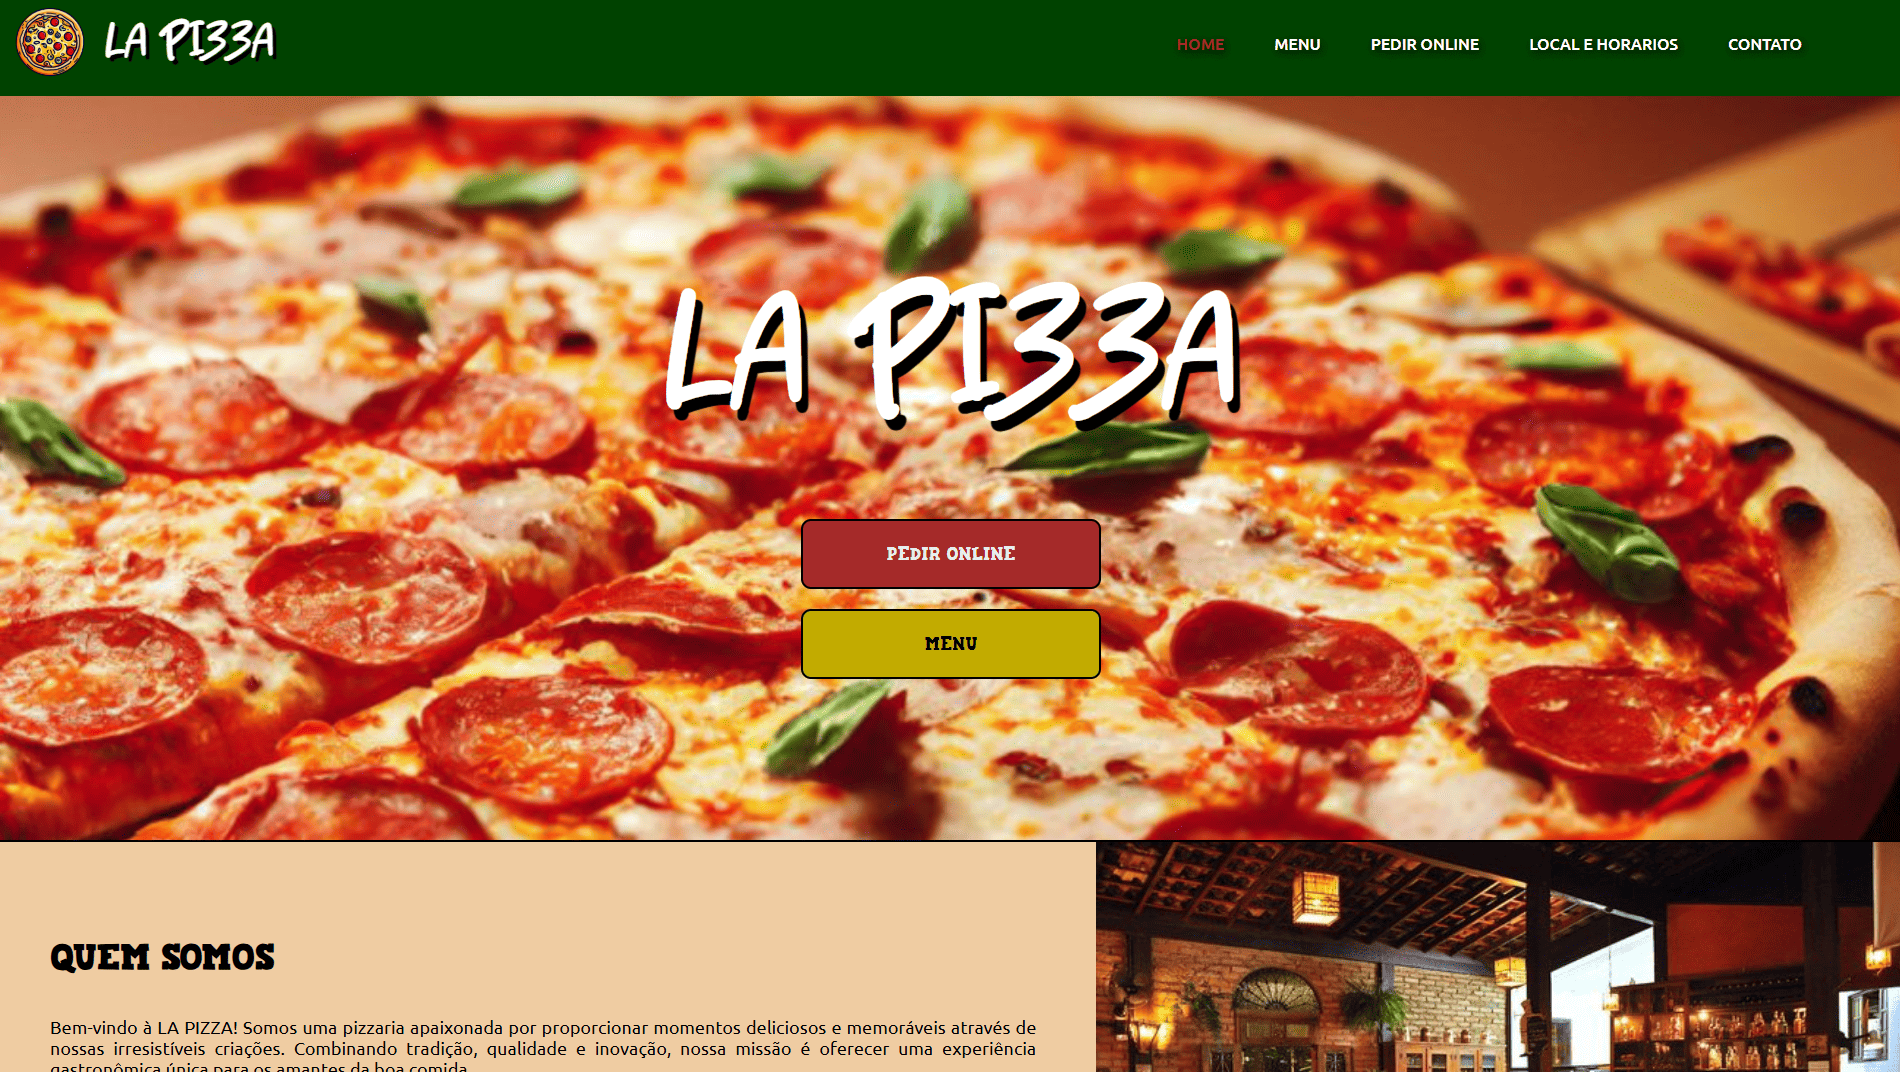 LA PIZZA
HOME
MENU
PEDIR ONLINE
LOCAL E HORARIOS
CONTATO
LA PIZZA
PEDIR ONLINE
MENU
QUEM SOMOS
Bem-vindo à LA PIZZA! Somos uma pizzaria apaixonada por proporcionar momentos deliciosos e memoráveis através de
nossas irresistíveis criações. Combinando tradição, qualidade e inovação, nossa missão é oferecer uma experiência
gastronômica única para os amantes da boa comida.